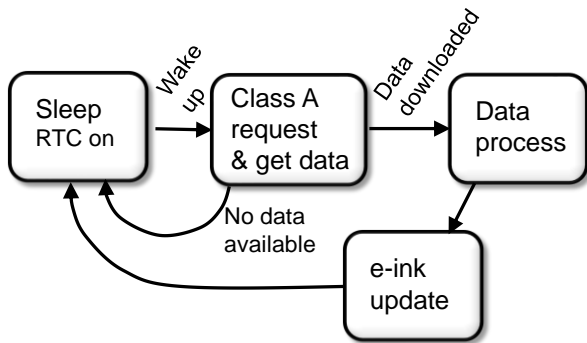 Sleep
RTC on
Wake
up
Class A
request
& get data
Data
downloaded
Data
process
No data
available
e-ink
update